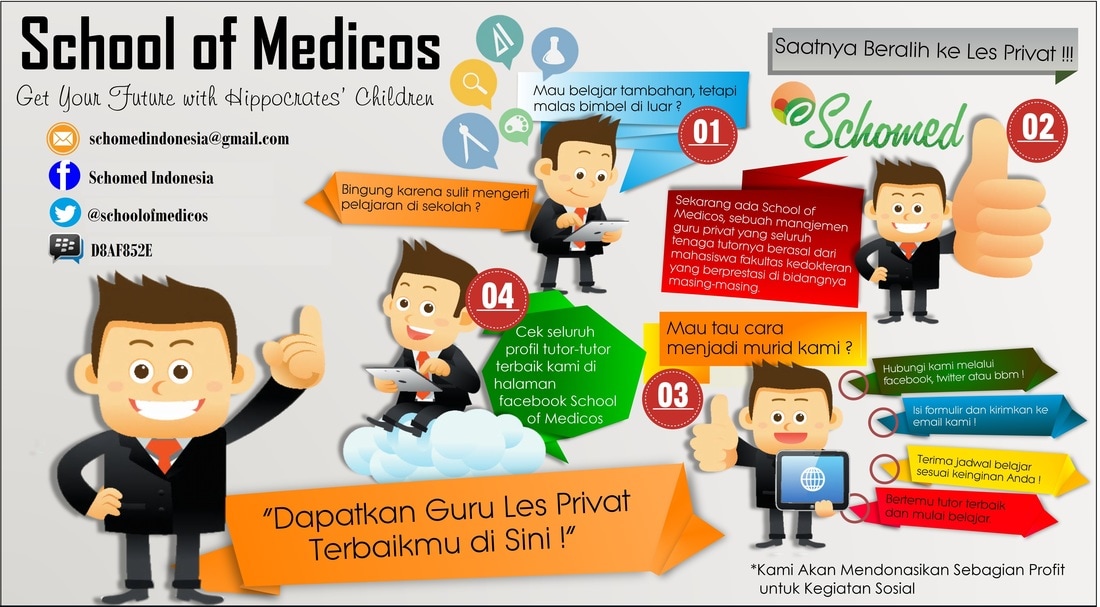 School of Medicos
Get Your Future with Hippocrates' Children
schomedindonesia@gmail.com
Schomed Indonesia
@schoolofmedicos
D8AF852E
Saatnya Beralih ke Les Privat !!!
Mau belajar tambahan, tetapi
malas bimbel di luar ?
01
Bingung karena sulit mengerti
pelajaran di sekolah ?
Schomed
02
Sekarang ada School of
Medicos, sebuah manajemen
guru privat yang seluruh
tenaga tutornya berasal dari
mahasiswa fakultas kedokteran
yang berprestasi di bidangnya
masing-masing.
Mau tau cara
menjadi murid kami ?
03
Hubungi kami melalui
facebook, twitter atau bbm !
Isi formulir dan kirimkan ke
email kami !
Terima jadwal belajar
sesuai keinginan Anda !
Bertemu tutor terbaik
dan mulai belajar.
04
Cek seluruh
profil tutor-tutor
terbaik kami di
halaman
facebook School
of Medicos
"Dapatkan Guru Les Privat
Terbaikmu di Sini !"
*Kami Akan Mendonasikan Sebagian Profit
untuk Kegiatan Sosial